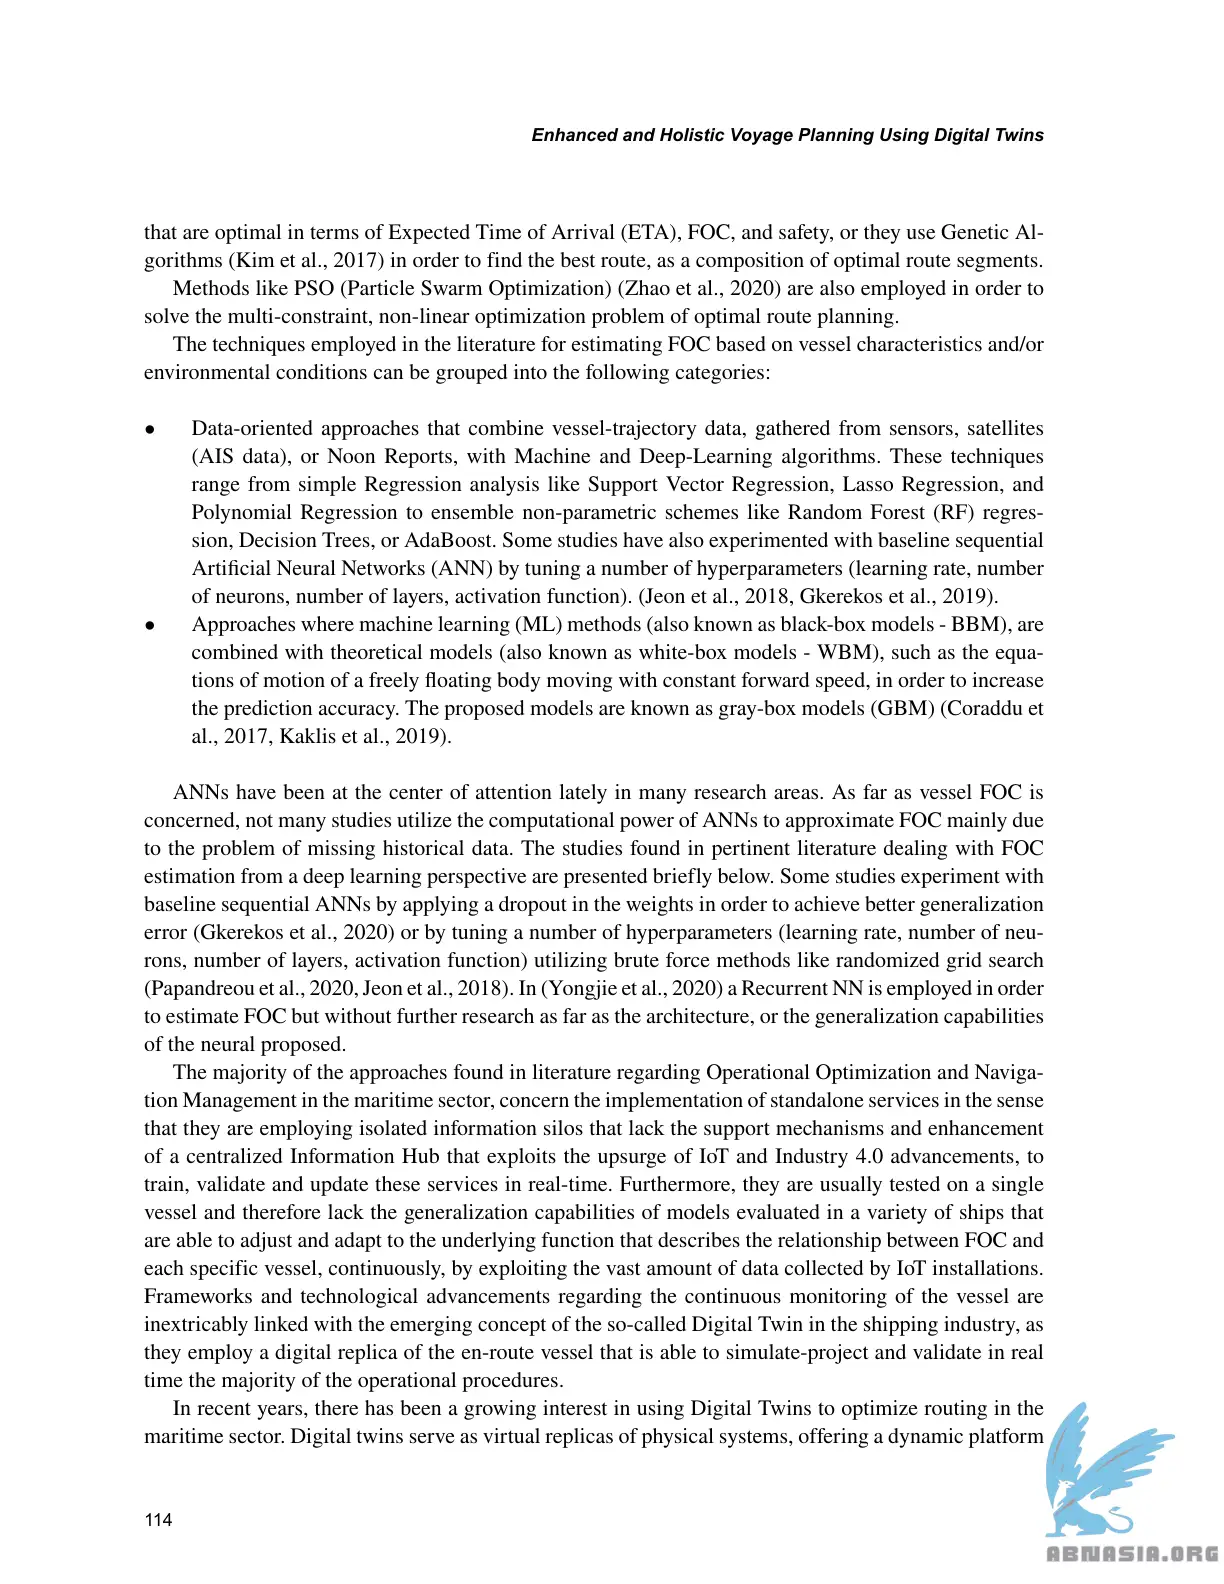 Enhanced and Holistic Voyage Planning Using Digital Twins
that are optimal in terms of Expected Time of Arrival (ETA), FOC, and safety, or they use Genetic Al-
gorithms (Kim et al., 2017) in order to find the best route, as a composition of optimal route segments.
Methods like PSO (Particle Swarm Optimization) (Zhao et al., 2020) are also employed in order to
solve the multi-constraint, non-linear optimization problem of optimal route planning.
The techniques employed in the literature for estimating FOC based on vessel characteristics and/or
environmental conditions can be grouped into the following categories:
● Data-oriented approaches that combine vessel-trajectory data, gathered from sensors, satellites
(AIS data), or Noon Reports, with Machine and Deep-Learning algorithms. These techniques
range from simple Regression analysis like Support Vector Regression, Lasso Regression, and
Polynomial Regression to ensemble non-parametric schemes like Random Forest (RF) regres-
sion, Decision Trees, or AdaBoost. Some studies have also experimented with baseline sequential
Artificial Neural Networks (ANN) by tuning a number of hyperparameters (learning rate, number
of neurons, number of layers, activation function). (Jeon et al., 2018, Gkerekos et al., 2019).
● Approaches where machine learning (ML) methods (also known as black-box models - BBM), are
combined with theoretical models (also known as white-box models - WBM), such as the equa-
tions of motion of a freely floating body moving with constant forward speed, in order to increase
the prediction accuracy. The proposed models are known as gray-box models (GBM) (Coraddu et
al., 2017, Kaklis et al., 2019).
ANNs have been at the center of attention lately in many research areas. As far as vessel FOC is
concerned, not many studies utilize the computational power of ANNs to approximate FOC mainly due
to the problem of missing historical data. The studies found in pertinent literature dealing with FOC
estimation from a deep learning perspective are presented briefly below. Some studies experiment with
baseline sequential ANNs by applying a dropout in the weights in order to achieve better generalization
error (Gkerekos et al., 2020) or by tuning a number of hyperparameters (learning rate, number of neu-
rons, number of layers, activation function) utilizing brute force methods like randomized grid search
(Papandreou et al., 2020, Jeon et al., 2018). In (Yongjie et al., 2020) a Recurrent NN is employed in order
to estimate FOC but without further research as far as the architecture, or the generalization capabilities
of the neural proposed.
The majority of the approaches found in literature regarding Operational Optimization and Naviga-
tion Management in the maritime sector, concern the implementation of standalone services in the sense
that they are employing isolated information silos that lack the support mechanisms and enhancement
of a centralized Information Hub that exploits the upsurge of IoT and Industry 4.0 advancements, to
train, validate and update these services in real-time. Furthermore, they are usually tested on a single
vessel and therefore lack the generalization capabilities of models evaluated in a variety of ships that
are able to adjust and adapt to the underlying function that describes the relationship between FOC and
each specific vessel, continuously, by exploiting the vast amount of data collected by IoT installations.
Frameworks and technological advancements regarding the continuous monitoring of the vessel are
inextricably linked with the emerging concept of the so-called Digital Twin in the shipping industry, as
they employ a digital replica of the en-route vessel that is able to simulate-project and validate in real
time the majority of the operational procedures.
In recent years, there has been a growing interest in using Digital Twins to optimize routing in the
maritime sector. Digital twins serve as virtual replicas of physical systems, offering a dynamic platform
114
ABNASIA.ORG